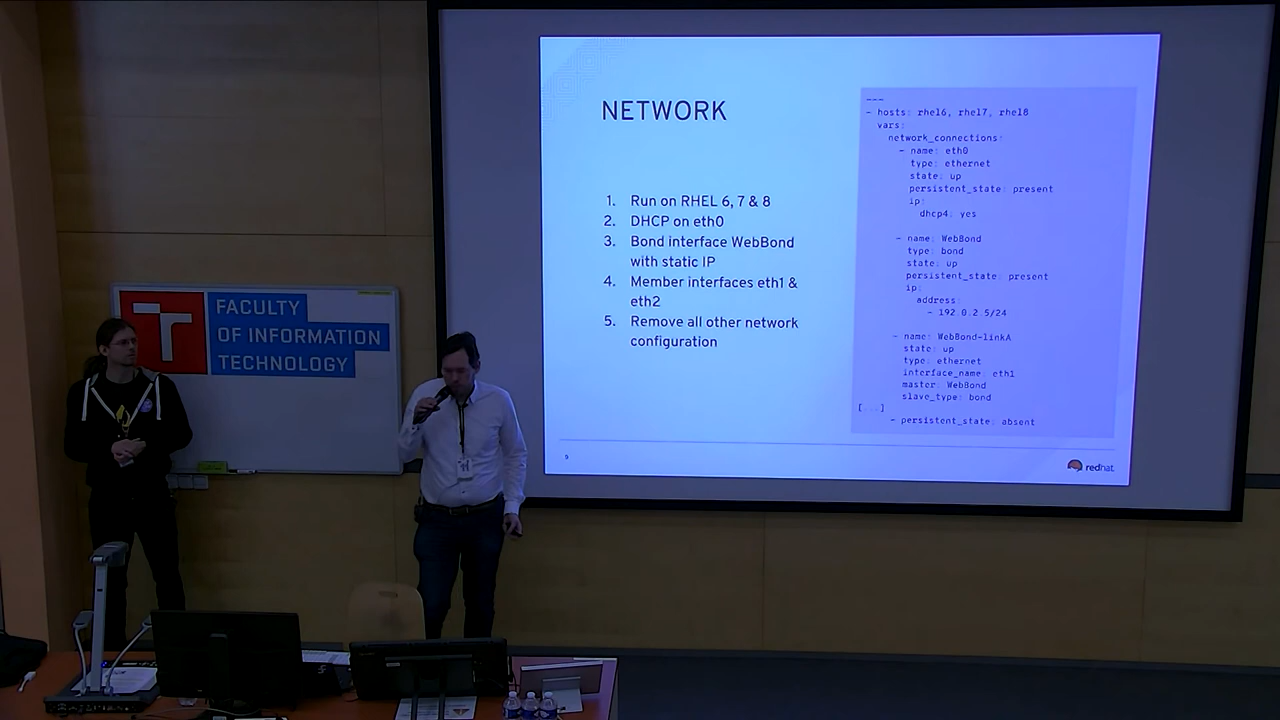 FACULTY
OF INFORMATION
TECHNOLOGY
NETWORK
1. Run on RHEL 6, 7 & 8
2. DHCP on eth0
3. Bond interface WebBond
with static IP
4. Member interfaces eth1 &
eth2
5. Remove all other network
configuration
---
- hosts: rhel6, rhel7, rhel8
vars:
network_connections:
- name: eth0
type: ethernet
state: up
persistent_state: present
ip:
dhcp4: yes
- name: WebBond
type: bond
state: up
persistent_state: present
ip:
address:
- 192.0.2.5/24
- name: WebBond-linkA
state: up
type: ethernet
interface_name: eth1
master: WebBond
slave_type: bond
[...]
- persistent_state: absent
9
redhat